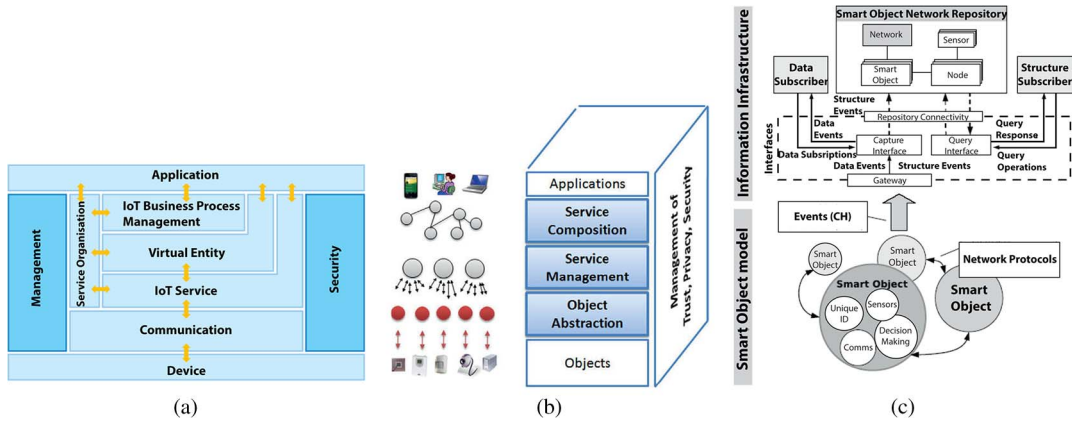 Application
Management
Service Organisation
IoT Business Process
Management
Virtual Entity
IoT Service
Security
Communication
Device
(a)
Applications
Service
Composition
Service
Management
Object
Abstraction
Objects
Management of
Trust, Privacy, Security
(b)
Information Infrastructure
Smart Object Network Repository
Network
Sensor
Smart
Object
Node
Data
Subscriber
Structure
Subscriber
Structure
Events
Repository Connectivity
Interfaces
Data
Events
Capture
Interface
Query
Interface
Query
Response
Data Subsriptions
Data Events
Structure Events
Query
Operations
Gateway
Smart Object model
Events (CH)
Network Protocols
Smart
Object
Smart
Object
Smart
Object
Smart Object
Unique
ID
Sensors
Decision
Making
Comms
(c)